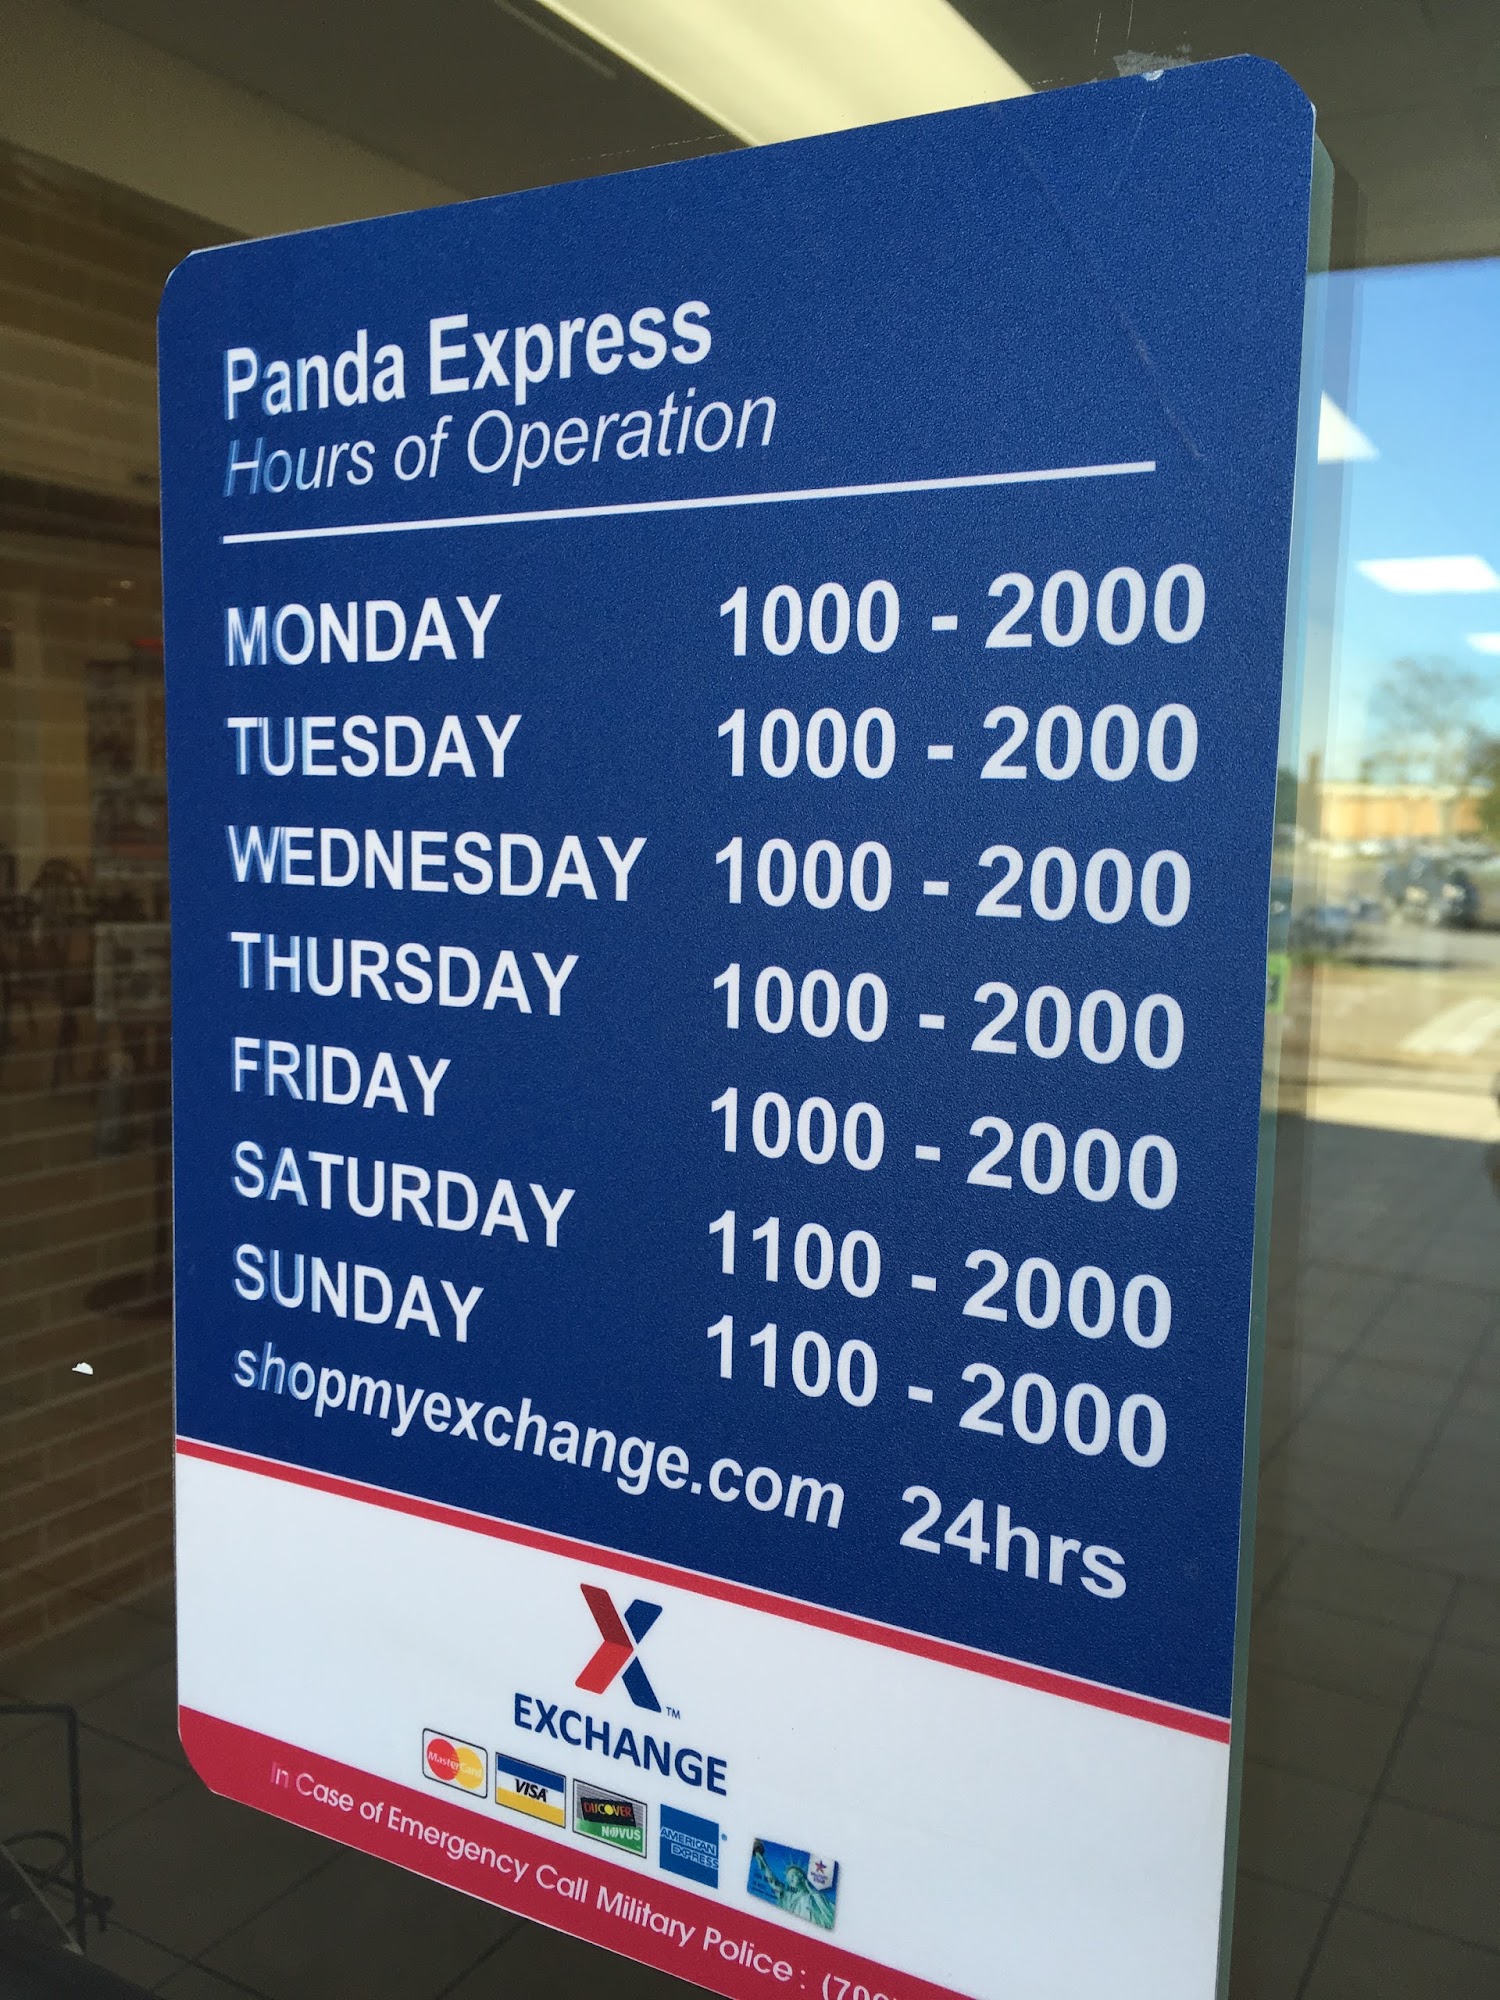 Panda Express
Hours of Operation
MONDAY 1000 - 2000
TUESDAY 1000 - 2000
WEDNESDAY 1000 - 2000
THURSDAY 1000 - 2000
FRIDAY 1000 - 2000
SATURDAY 1100 - 2000
SUNDAY 1100 - 2000
shopmyexchange.com 24hrs
X™
EXCHANGE
MasterCard VISA DISCOVER NOVUS AMERICAN EXPRESS
In Case of Emergency Call Military Police : (706